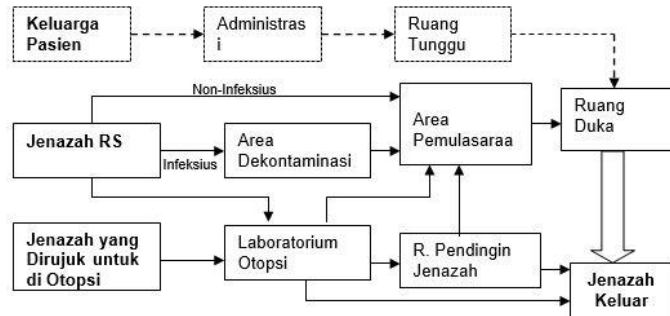 Keluarga
Pasien
Administras
i
Ruang
Tunggu
Non-Infeksius
Ruang
Duka
Jenazah RS
Infeksius
Area
Dekontaminasi
Area
Pemulasaraa
Jenazah yang
Dirujuk untuk
di Otopsi
Laboratorium
Otopsi
R. Pendingin
Jenazah
Jenazah
Keluar